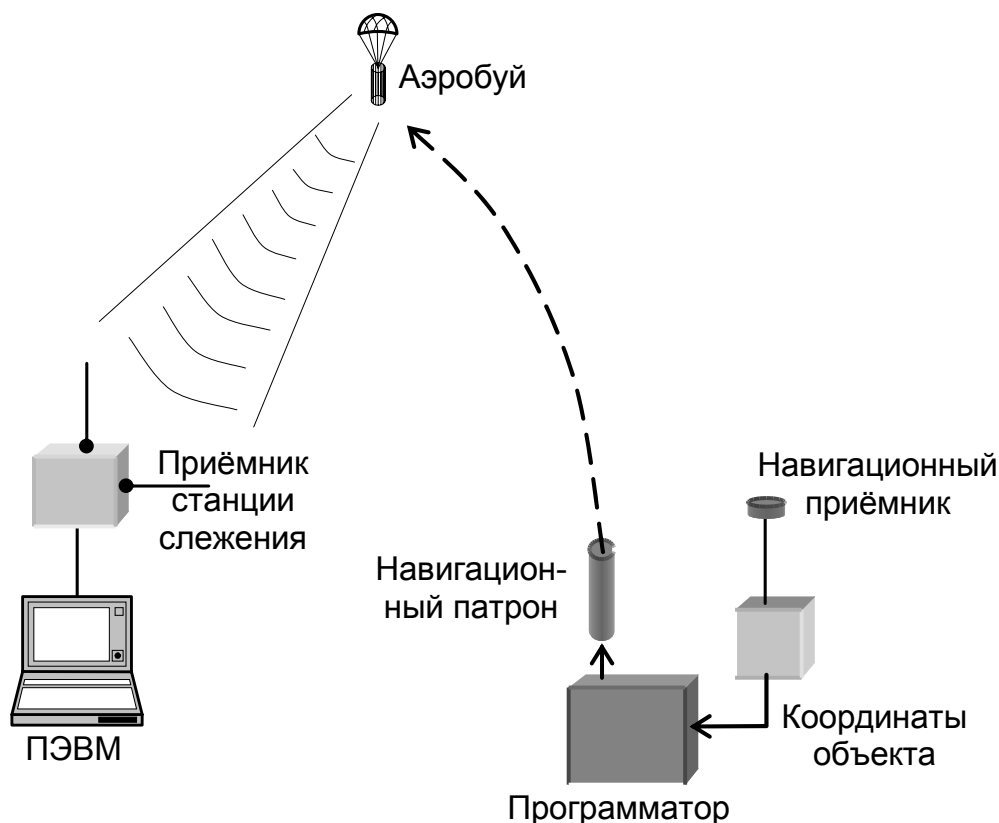 Аэробуй
Приёмник
станции
слежения
Навигационный
приёмник
Навигацион-
ный патрон
Координаты
объекта
ПЭВМ
Программатор